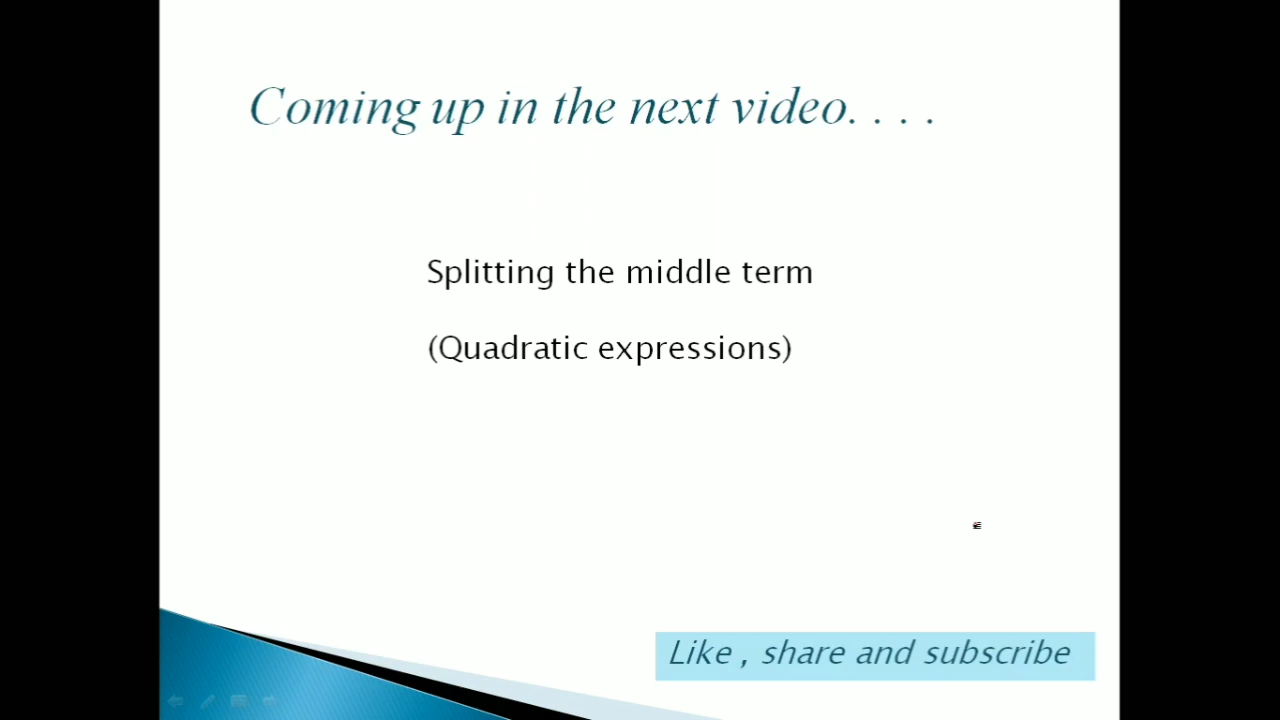 Coming up in the next video. . . .
Splitting the middle term
(Quadratic expressions)
Like , share and subscribe